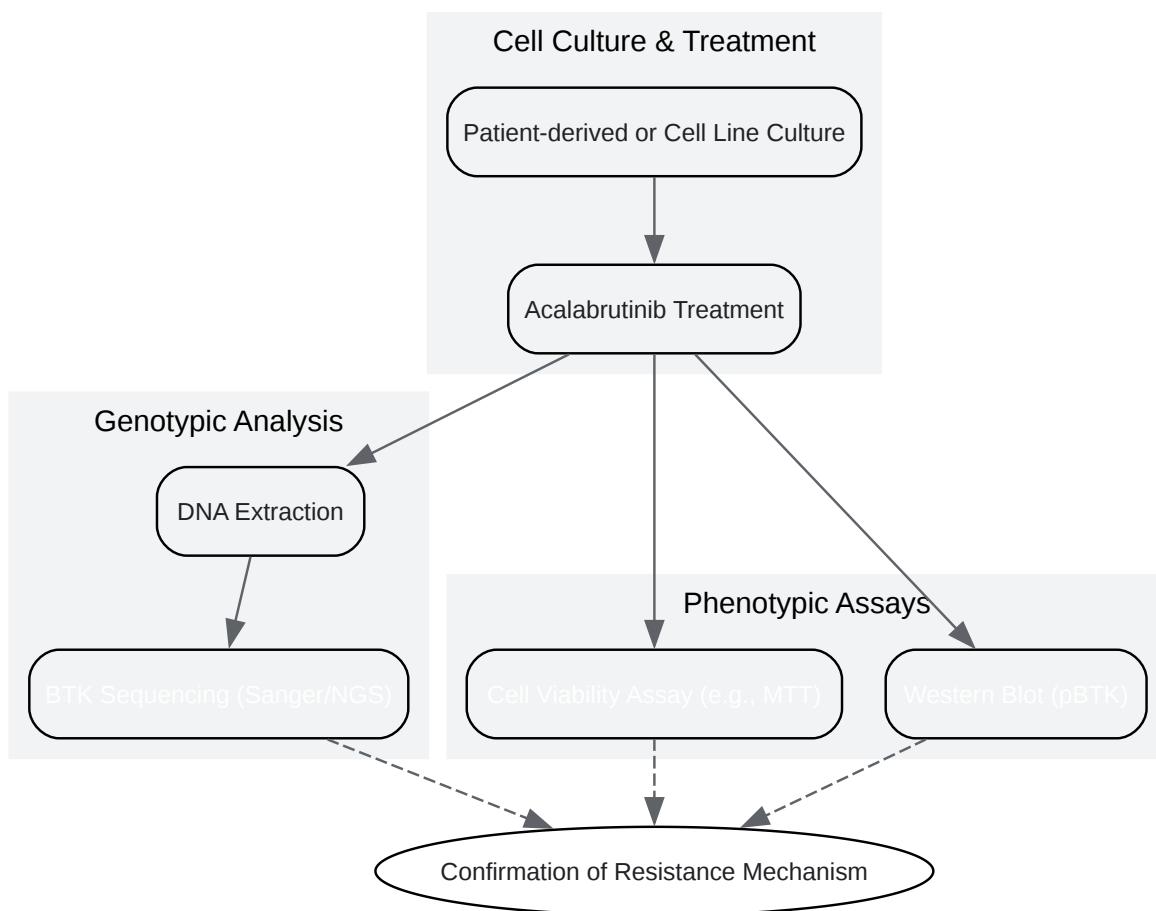 Cell Culture & Treatment
Patient-derived or Cell Line Culture
Acalabrutinib Treatment
Genotypic Analysis
DNA Extraction
Phenotypic Assays
BTK Sequencing (Sanger/NGS)
Cell Viability Assay (e.g., MTT)
Western Blot (pBTK)
Confirmation of Resistance Mechanism